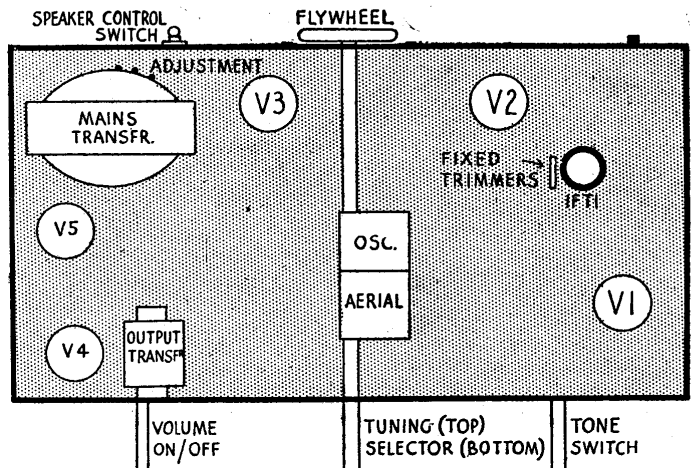 SPEAKER CONTROL
SWITCH
FLYWHEEL
ADJUSTMENT
MAINS
TRANSFR.
V3
V2
FIXED
TRIMMERS
IFT1
V5
OSC.
AERIAL
V1
V4
OUTPUT
TRANSF
VOLUME
ON/OFF
TUNING (TOP)
SELECTOR (BOTTOM)
TONE
SWITCH